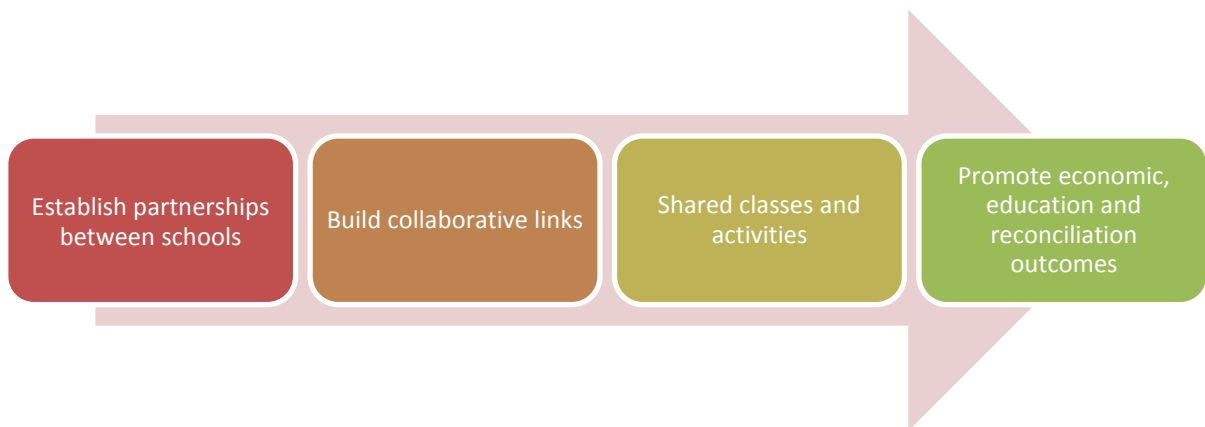 Establish partnerships
between schools
Build collaborative links
Shared classes and
activities
Promote economic,
education and
reconciliation
outcomes